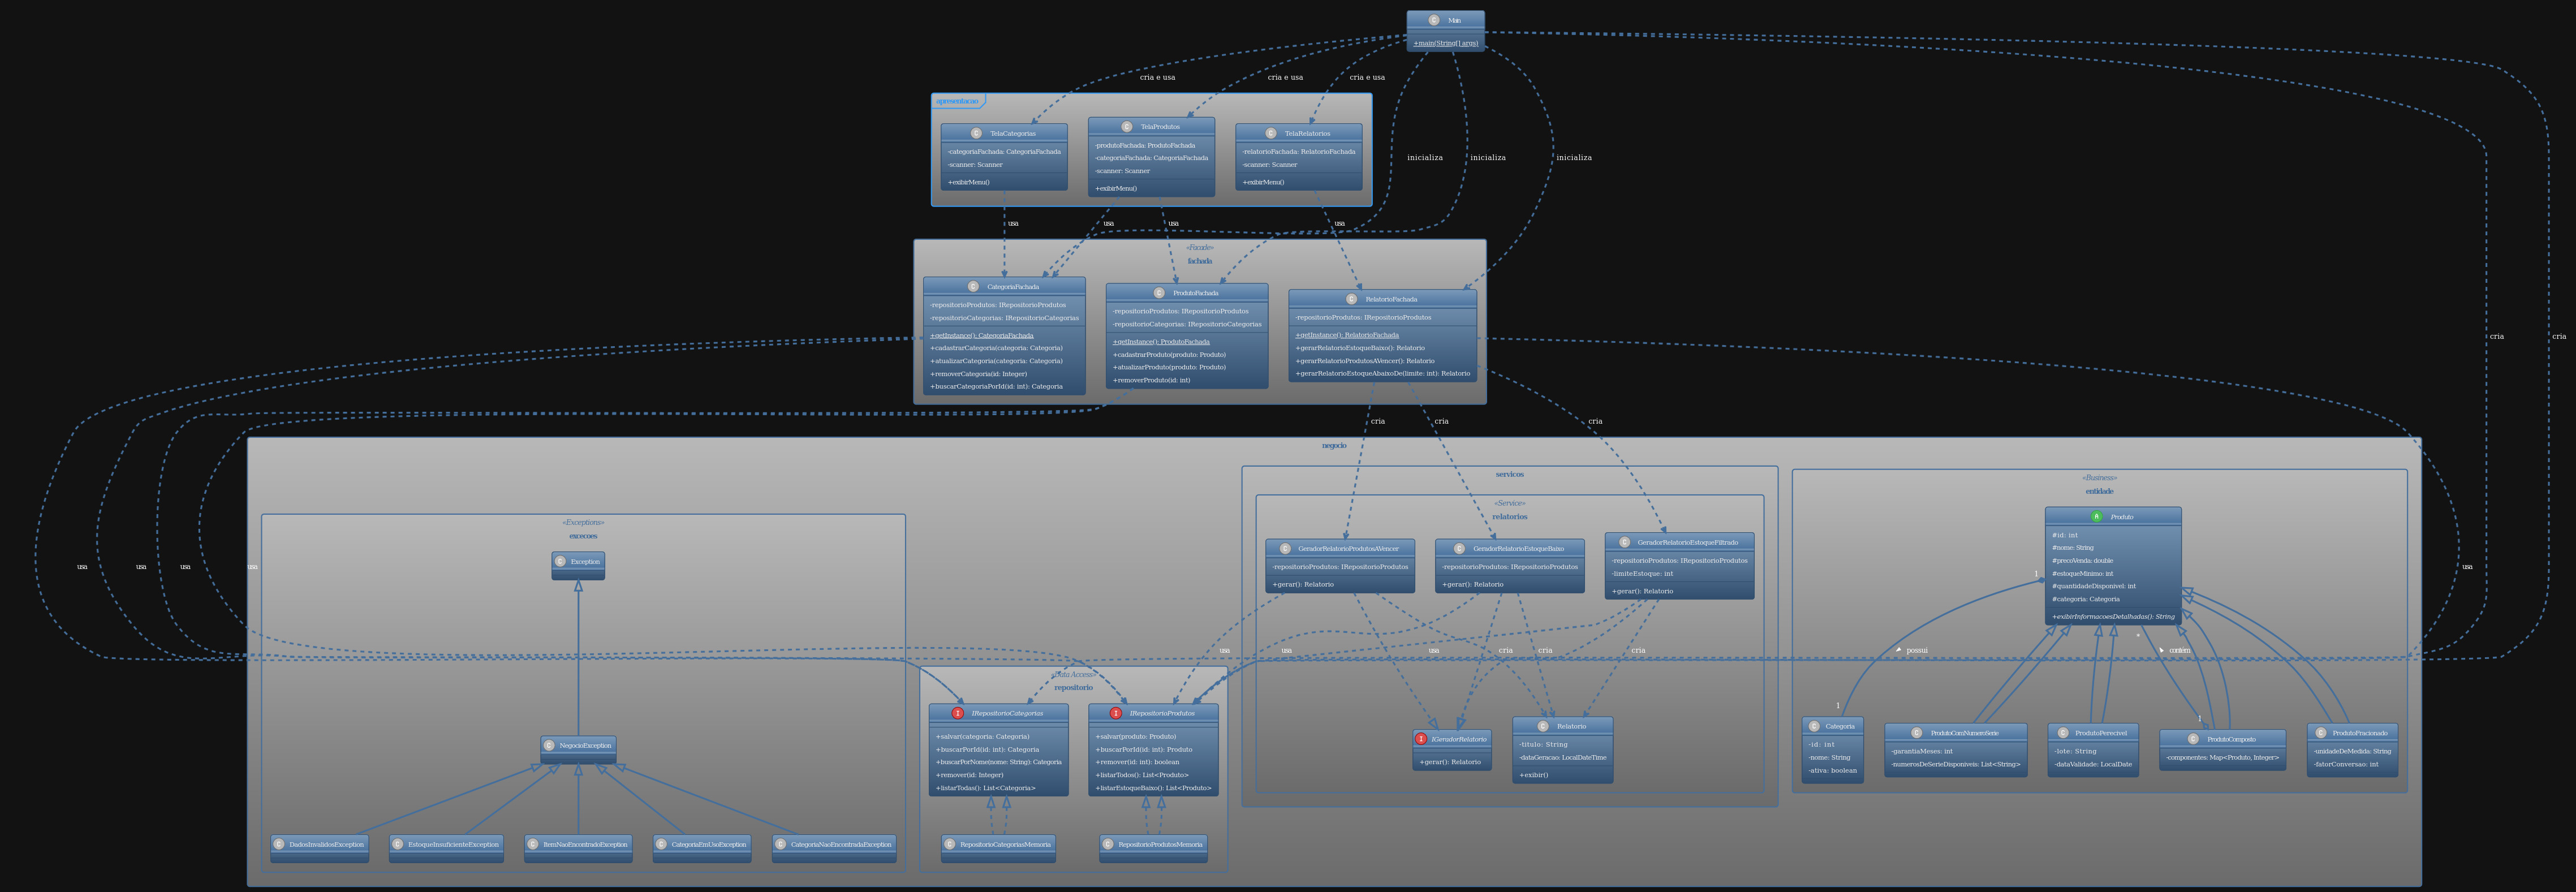 C Main
+main(String[] args)
cria e usa
cria e usa
cria e usa
apresentacao
C TelaCategorias
-categoriaFachada: CategoriaFachada
-scanner: Scanner
+exibirMenu()
C TelaProdutos
-produtoFachada: ProdutoFachada
-categoriaFachada: CategoriaFachada
-scanner: Scanner
+exibirMenu()
C TelaRelatorios
-relatorioFachada: RelatorioFachada
-scanner: Scanner
+exibirMenu()
inicializa
inicializa
inicializa
usa
usa
usa
usa
«Facade»
fachada
C CategoriaFachada
-repositorioProdutos: IRepositorioProdutos
-repositorioCategorias: IRepositorioCategorias
+getInstance(): CategoriaFachada
+cadastrarCategoria(categoria: Categoria)
+atualizarCategoria(categoria: Categoria)
+removerCategoria(id: Integer)
+buscarCategoriaPorId(id: int): Categoria
C ProdutoFachada
-repositorioProdutos: IRepositorioProdutos
-repositorioCategorias: IRepositorioCategorias
+getInstance(): ProdutoFachada
+cadastrarProduto(produto: Produto)
+atualizarProduto(produto: Produto)
+removerProduto(id: int)
C RelatorioFachada
-repositorioProdutos: IRepositorioProdutos
+getInstance(): RelatorioFachada
+gerarRelatorioEstoqueBaixo(): Relatorio
+gerarRelatorioProdutosAVencer(): Relatorio
+gerarRelatorioEstoqueAbaixoDe(limite: int): Relatorio
cria
cria
cria
cria
cria
negocio
usa
usa
usa
usa
usa
«Exceptions»
excecoes
C Exception
C NegocioException
C DadosInvalidosException
C EstoqueInsuficienteException
C ItemNaoEncontradoException
C CategoriaEmUsoException
C CategoriaNaoEncontradaException
servicos
«Service»
relatorios
C GeradorRelatorioProdutosAVencer
-repositorioProdutos: IRepositorioProdutos
+gerar(): Relatorio
C GeradorRelatorioEstoqueBaixo
-repositorioProdutos: IRepositorioProdutos
+gerar(): Relatorio
C GeradorRelatorioEstoqueFiltrado
-repositorioProdutos: IRepositorioProdutos
-limiteEstoque: int
+gerar(): Relatorio
usa
usa
usa
cria
cria
cria
I IGeradorRelatorio
+gerar(): Relatorio
C Relatorio
-titulo: String
-dataGeracao: LocalDateTime
+exibir()
«Data Access»
repositorio
I IRepositorioCategorias
+salvar(categoria: Categoria)
+buscarPorId(id: int): Categoria
+buscarPorNome(nome: String): Categoria
+remover(id: Integer)
+listarTodas(): List<Categoria>
I IRepositorioProdutos
+salvar(produto: Produto)
+buscarPorId(id: int): Produto
+remover(id: int): boolean
+listarTodos(): List<Produto>
+listarEstoqueBaixo(): List<Produto>
C RepositorioCategoriasMemoria
C RepositorioProdutosMemoria
«Business»
entidade
A Produto
#id: int
#nome: String
#precoVenda: double
#estoqueMinimo: int
#quantidadeDisponivel: int
#categoria: Categoria
+exibirInformacoesDetalhadas(): String
1
*
possui
contém
1
1
C Categoria
-id: int
-nome: String
-ativa: boolean
C ProdutoComNumeroSerie
-garantiaMeses: int
-numerosDeSerieDisponiveis: List<String>
C ProdutoPerecivel
-lote: String
-dataValidade: LocalDate
C ProdutoComposto
-componentes: Map<Produto, Integer>
C ProdutoFracionado
-unidadeDeMedida: String
-fatorConversao: int